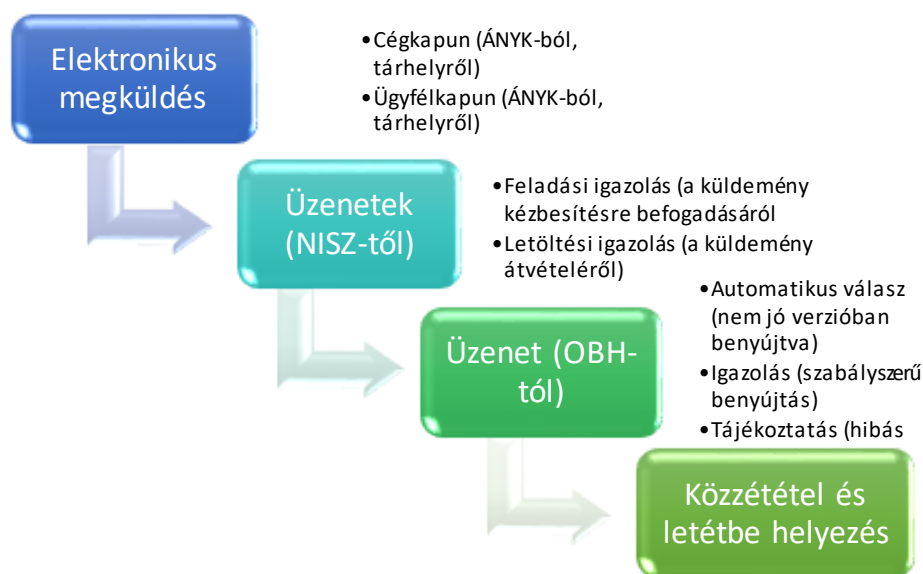 Elektronikus
megküldés
•Cégkapun (ÁNYK-ból,
tárhelyről)
•Ügyfélkapun (ÁNYK-ból,
tárhelyről)
Üzenetek
(NISZ-től)
•Feladási igazolás (a küldemény
kézbesítésre befogadásáról
•Letöltési igazolás (a küldemény
átvételéről)
Üzenet (OBH-
tól)
•Automatikus válasz
(nem jó verzióban
benyújtva)
•Igazolás (szabályszerű
benyújtás)
•Tájékoztatás (hibás
Közzététel és
letétbe helyezés